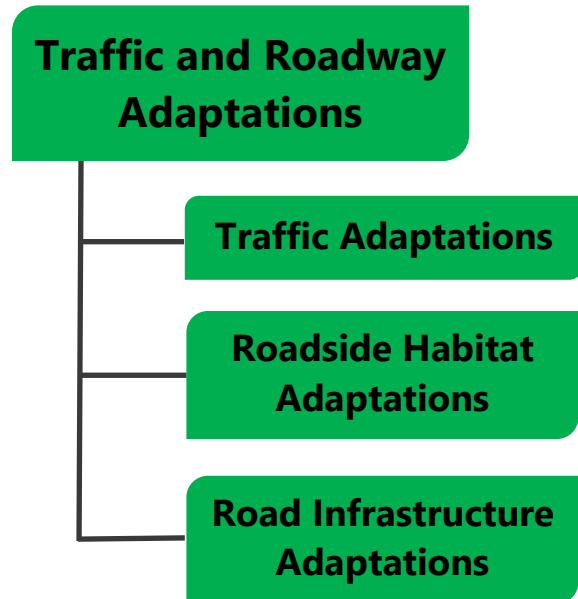 Traffic and Roadway
Adaptations
Traffic Adaptations
Roadside Habitat
Adaptations
Road Infrastructure
Adaptations